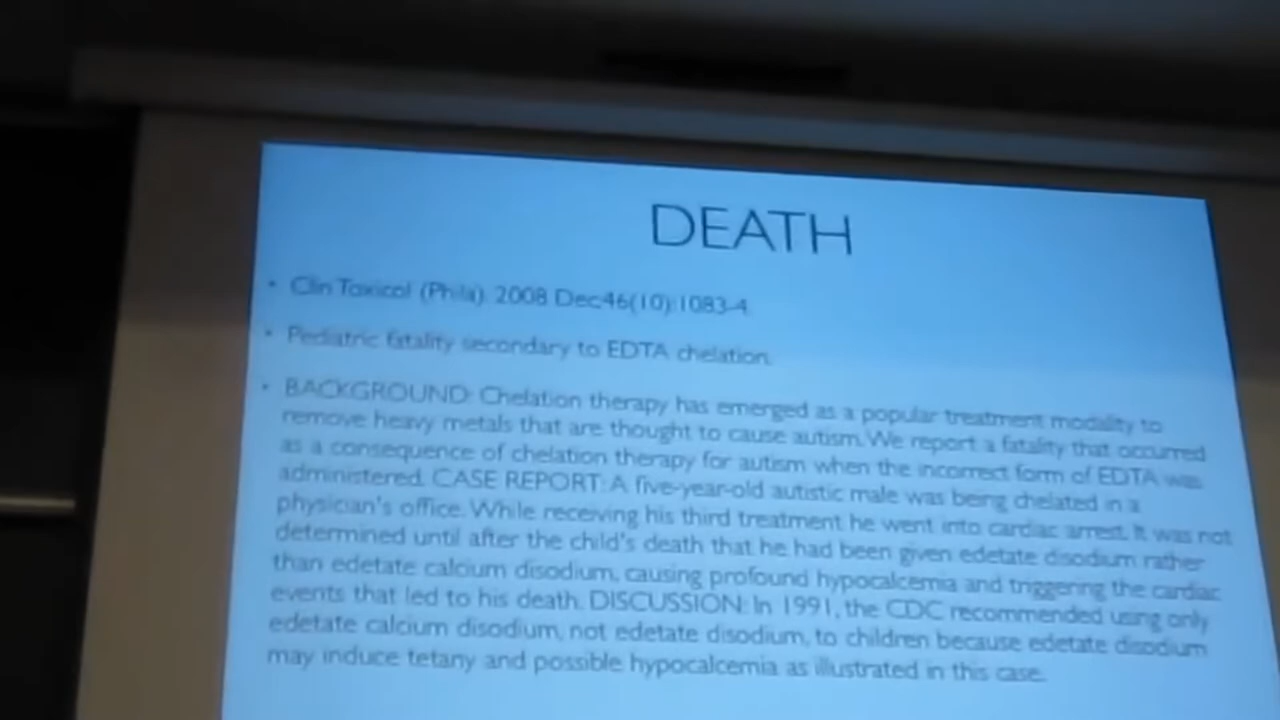 DEATH
• Clin Toxicol (Phila). 2008 Dec;46(10):1083-4.
• Pediatric fatality secondary to EDTA chelation.
• BACKGROUND: Chelation therapy has emerged as a popular treatment modality to
remove heavy metals that are thought to cause autism. We report a fatality that occurred
as a consequence of chelation therapy for autism when the incorrect form of EDTA was
administered. CASE REPORT: A five-year-old autistic male was being chelated in a
physician's office. While receiving his third treatment he went into cardiac arrest. It was not
determined until after the child's death that he had been given edetate disodium rather
than edetate calcium disodium, causing profound hypocalcemia and triggering the cardiac
events that led to his death. DISCUSSION: In 1991, the CDC recommended using only
edetate calcium disodium, not edetate disodium, to children because edetate disodium
may induce tetany and possible hypocalcemia as illustrated in this case.